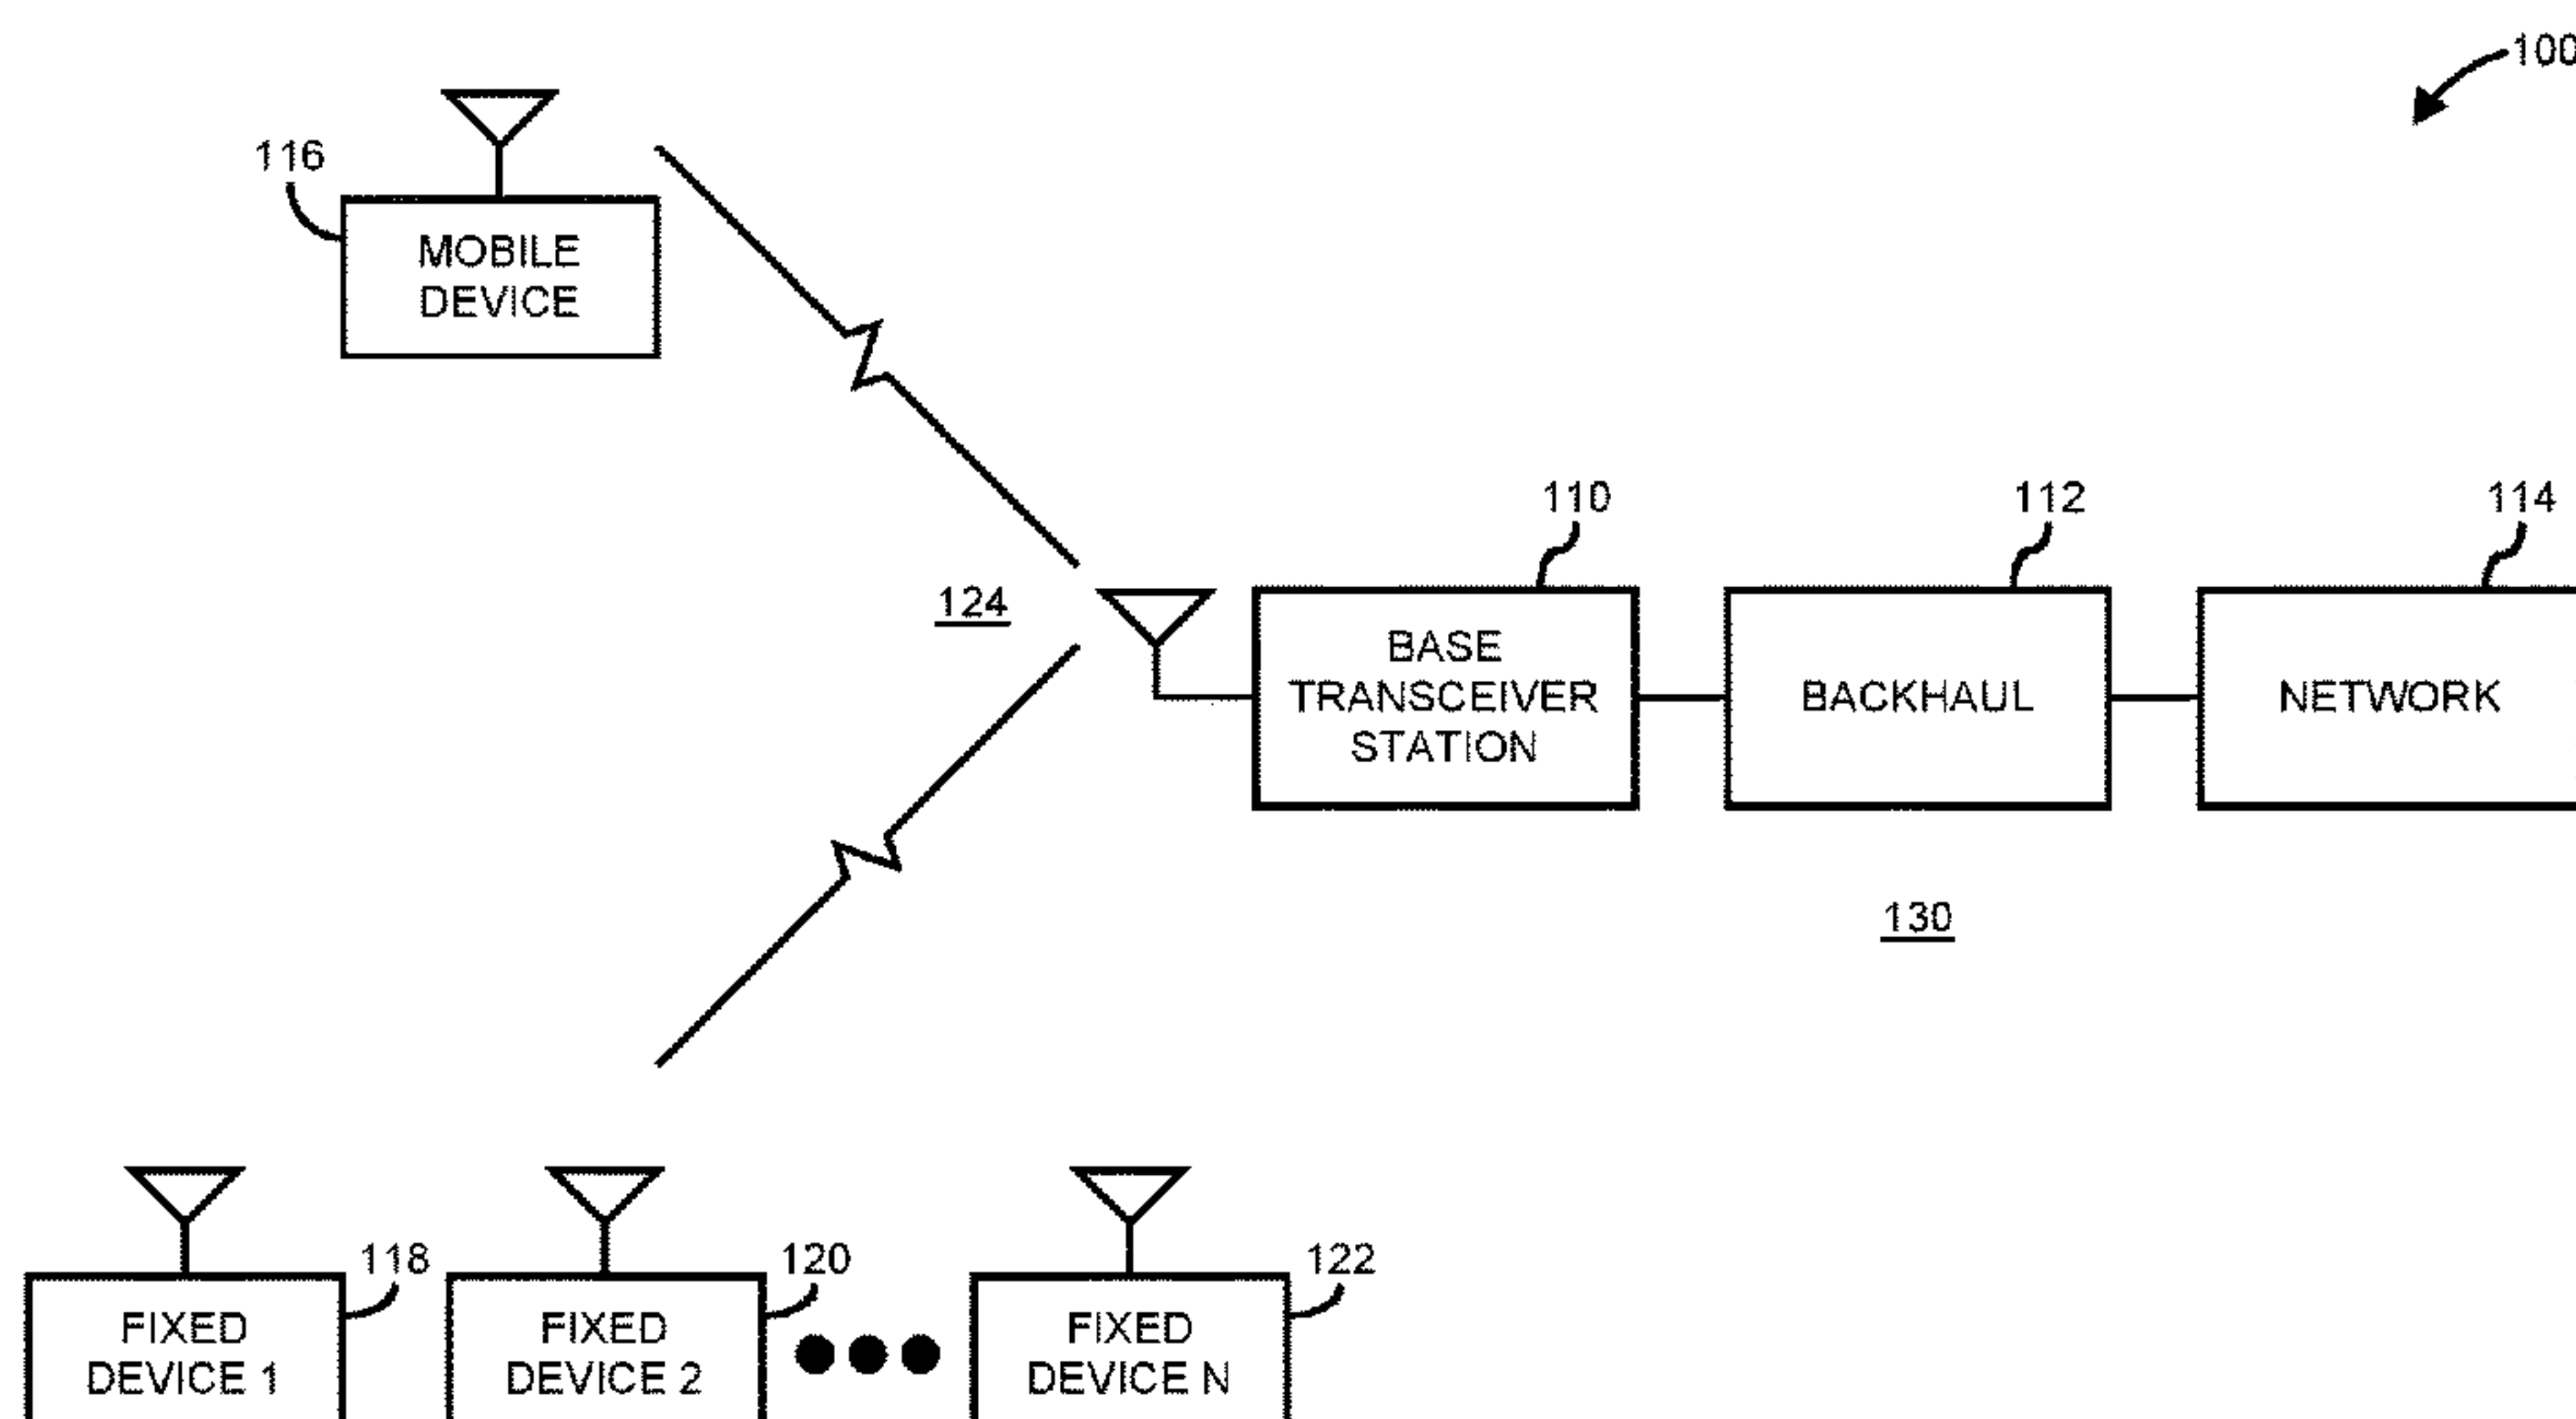 100
116
MOBILE
DEVICE
110
112
114
124
BASE
TRANSCEIVER
STATION
BACKHAUL
NETWORK
130
118
120
122
FIXED
DEVICE 1
FIXED
DEVICE 2
FIXED
DEVICE N